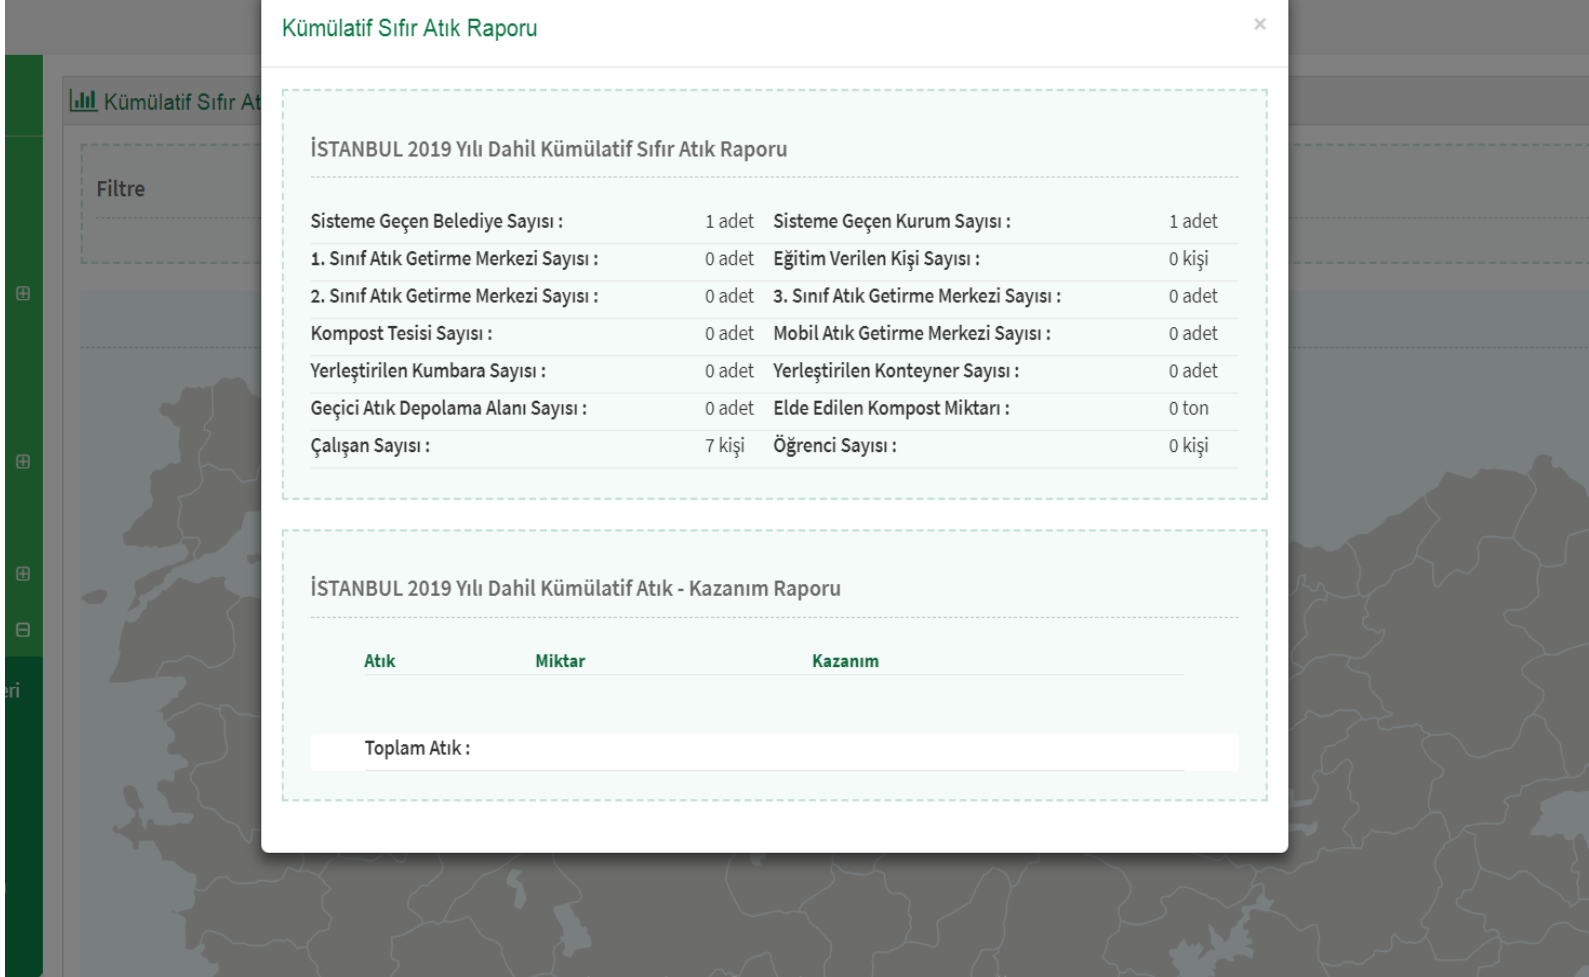 Kümülatif Sıfır Atık Raporu
×
Kümülatif Sıfır At
Filtre
eri
İSTANBUL 2019 Yılı Dahil Kümülatif Sıfır Atık Raporu
Sisteme Geçen Belediye Sayısı : 1 adet Sisteme Geçen Kurum Sayısı : 1 adet
1. Sınıf Atık Getirme Merkezi Sayısı : 0 adet Eğitim Verilen Kişi Sayısı : 0 kişi
2. Sınıf Atık Getirme Merkezi Sayısı : 0 adet 3. Sınıf Atık Getirme Merkezi Sayısı : 0 adet
Kompost Tesisi Sayısı : 0 adet Mobil Atık Getirme Merkezi Sayısı : 0 adet
Yerleştirilen Kumbara Sayısı : 0 adet Yerleştirilen Konteyner Sayısı : 0 adet
Geçici Atık Depolama Alanı Sayısı : 0 adet Elde Edilen Kompost Miktarı : 0 ton
Çalışan Sayısı : 7 kişi Öğrenci Sayısı : 0 kişi
İSTANBUL 2019 Yılı Dahil Kümülatif Atık - Kazanım Raporu
Atık Miktar Kazanım
Toplam Atık :